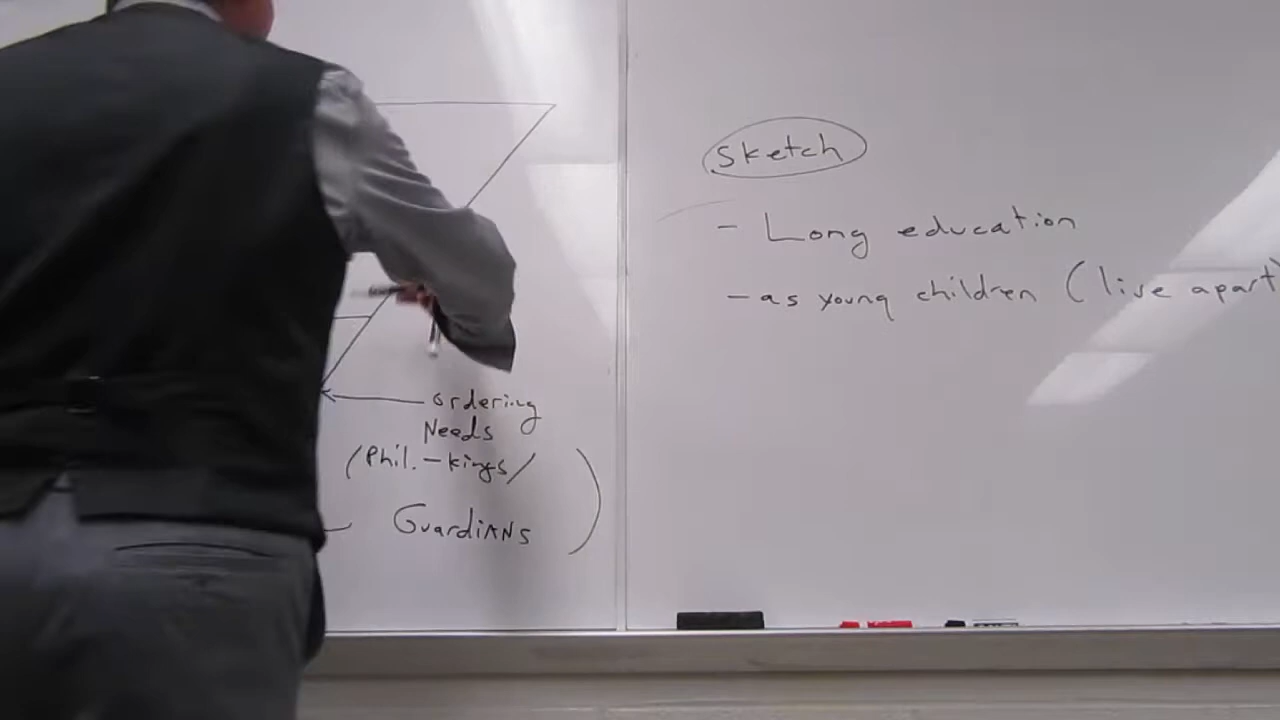 Ordering
Needs
(Phil. - kings/
Guardians )
Sketch
- Long education
- as young children (live apart)